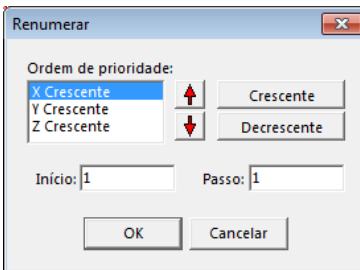 Renumerar
Ordem de prioridade:
X Crescente
Y Crescente
Z Crescente
Crescente
Decrescente
Início: 1 Passo: 1
OK Cancelar